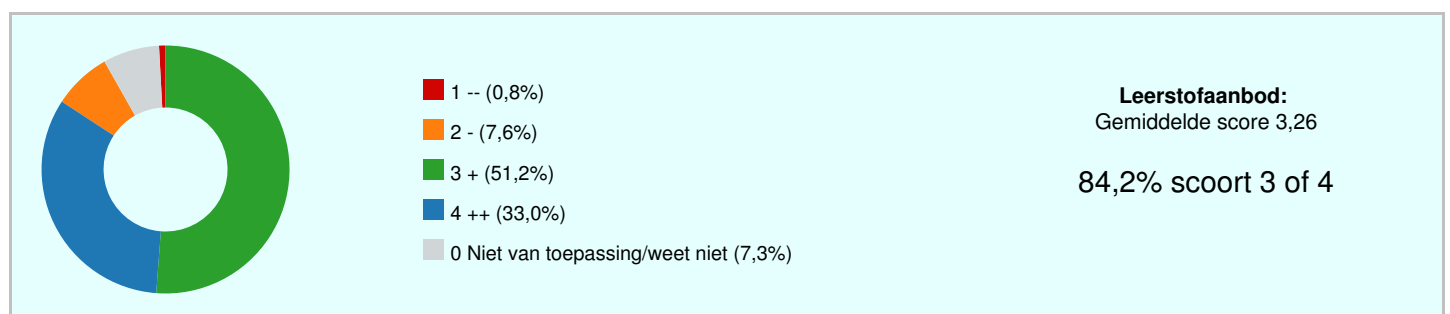 1 -- (0,8%)
2 - (7,6%)
3 + (51,2%)
4 ++ (33,0%)
0 Niet van toepassing/weet niet (7,3%)
Leerstofaanbod:
Gemiddelde score 3,26
84,2% scoort 3 of 4